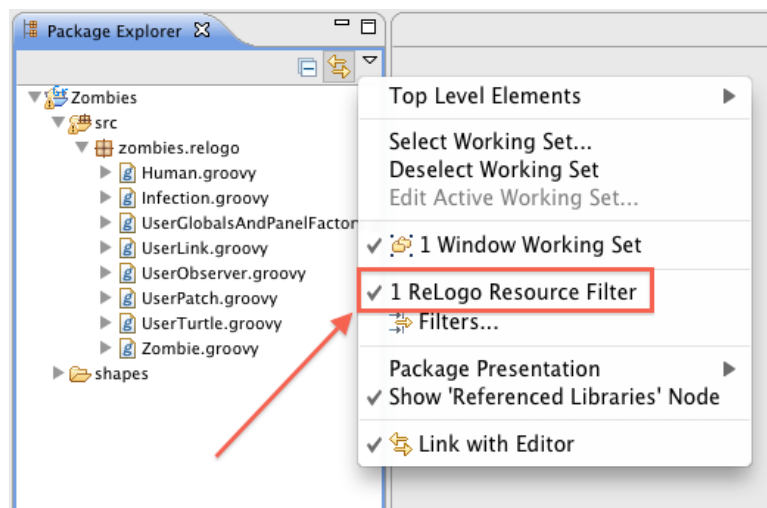 Package Explorer
Zombies
src
zombies.relogo
Human.groovy
Infection.groovy
UserGlobalsAndPanelFactor
UserLink.groovy
UserObserver.groovy
UserPatch.groovy
UserTurtle.groovy
Zombie.groovy
shapes
Top Level Elements
Select Working Set...
Deselect Working Set
Edit Active Working Set...
1 Window Working Set
1 ReLogo Resource Filter
Filters...
Package Presentation
Show 'Referenced Libraries' Node
Link with Editor